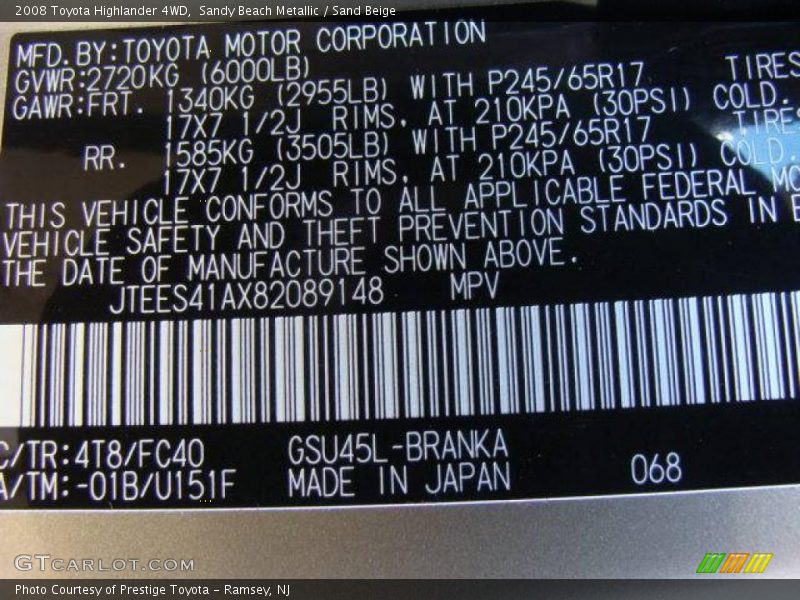 2008 Toyota Highlander 4WD, Sandy Beach Metallic / Sand Beige
MFD.BY:TOYOTA MOTOR CORPORATION
GVWR:2720KG (6000LB)
GAWR:FRT. 1340KG (2955LB) WITH P245/65R17 TIRES
17X7 1/2J RIMS, AT 210KPA (30PSI) COLD.
RR. 1585KG (3505LB) WITH P245/65R17 TIRE
17X7 1/2J RIMS, AT 210KPA (30PSI) COLD.
THIS VEHICLE CONFORMS TO ALL APPLICABLE FEDERAL MO
VEHICLE SAFETY AND THEFT PREVENTION STANDARDS IN E
THE DATE OF MANUFACTURE SHOWN ABOVE.
JTEES41AX82089148 MPV
C/TR:4T8/FC40 GSU45L-BRANKA
A/TM:-01B/U151F MADE IN JAPAN 068
GTCARLOT.COM
Photo Courtesy of Prestige Toyota - Ramsey, NJ